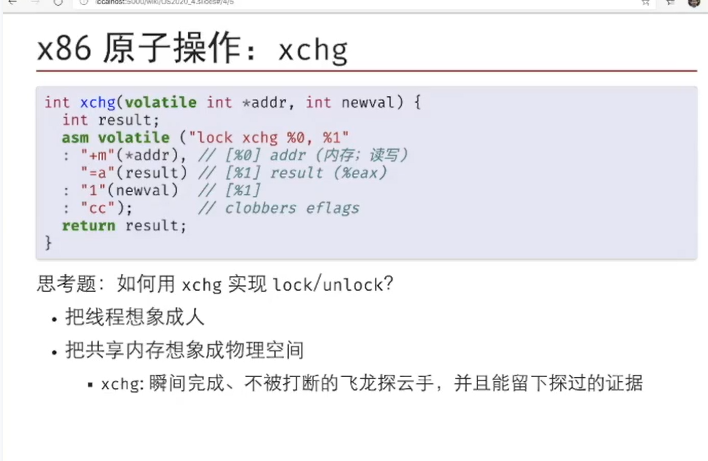 localhost:5000/wiki/OS2020_4.slides#/4/5
x86 原子操作：xchg
int xchg(volatile int *addr, int newval) {
int result;
asm volatile ("lock xchg %0, %1"
: "+m"(*addr), // [%0] addr (内存；读写)
"=a"(result) // [%1] result (%eax)
: "1"(newval) // [%1]
: "cc"); // clobbers eflags
return result;
}
思考题：如何用 xchg 实现 lock/unlock?
• 把线程想象成人
• 把共享内存想象成物理空间
▪ xchg: 瞬间完成、不被打断的飞龙探云手，并且能留下探过的证据